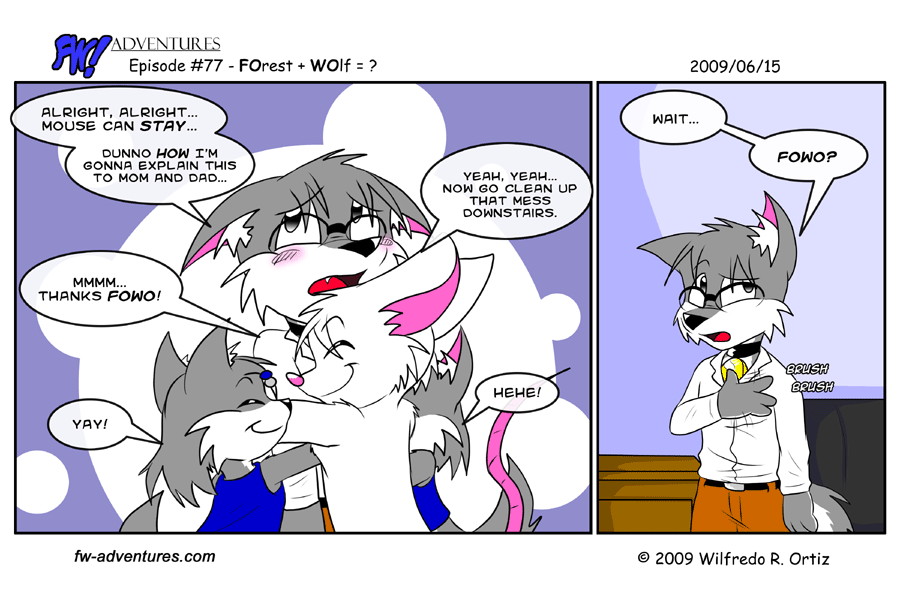 FW! ADVENTURES
Episode #77 - FOrest + WOlf = ?
2009/06/15
ALRIGHT, ALRIGHT...
MOUSE CAN STAY...
DUNNO HOW I'M
GONNA EXPLAIN THIS
TO MOM AND DAD...
YEAH, YEAH...
NOW GO CLEAN UP
THAT MESS
DOWNSTAIRS.
MMMM...
THANKS FOWO!
YAY!
HEHE!
WAIT...
FOWO?
BRUSH
BRUSH
fw-adventures.com
© 2009 Wilfredo R. Ortiz